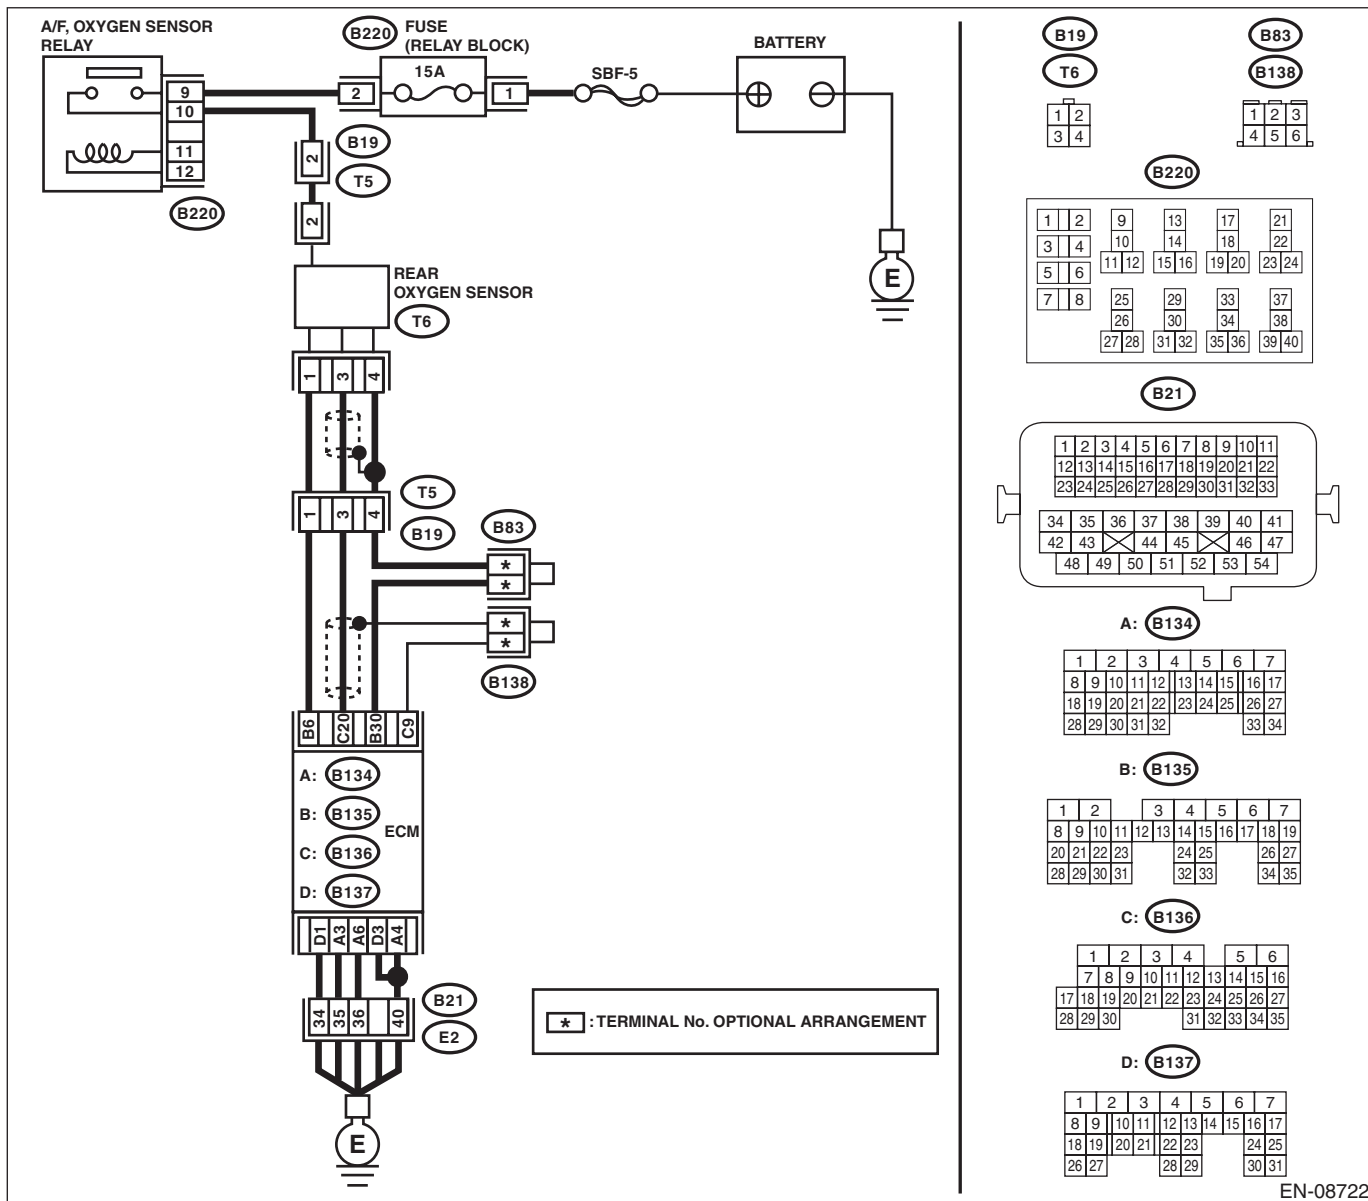 A/F, OXYGEN SENSOR
RELAY
B220
FUSE
(RELAY BLOCK)
15A
SBF-5
BATTERY
9
10
11
12
2
1
B220
2
B19
T5
2
REAR
OXYGEN SENSOR
T6
1 3 4
T5
1 3 4
B19
B83
*
*
*
*
B138
B6 C20 B30 C9
A: B134
B: B135
ECM
C: B136
D: B137
D1 A3 A6 D3 A4
34 35 36 40
B21
E2
E
E
* : TERMINAL No. OPTIONAL ARRANGEMENT
B19
T6
1 2
3 4
B83
B138
1 2 3
4 5 6
B220
1 2 9 13 17 21
3 4 10 14 18 22
5 6 11 12 15 16 19 20 23 24
7 8 25 29 33 37
26 30 34 38
27 28 31 32 35 36 39 40
B21
1 2 3 4 5 6 7 8 9 10 11
12 13 14 15 16 17 18 19 20 21 22
23 24 25 26 27 28 29 30 31 32 33
34 35 36 37 38 39 40 41
42 43 44 45 46 47
48 49 50 51 52 53 54
A: B134
1 2 3 4 5 6 7
8 9 10 11 12 13 14 15 16 17
18 19 20 21 22 23 24 25 26 27
28 29 30 31 32 33 34
B: B135
1 2 3 4 5 6 7
8 9 10 11 12 13 14 15 16 17 18 19
20 21 22 23 24 25 26 27
28 29 30 31 32 33 34 35
C: B136
1 2 3 4 5 6
7 8 9 10 11 12 13 14 15 16
17 18 19 20 21 22 23 24 25 26 27
28 29 30 31 32 33 34 35
D: B137
1 2 3 4 5 6 7
8 9 10 11 12 13 14 15 16 17
18 19 20 21 22 23 24 25
26 27 28 29 30 31
EN-08722